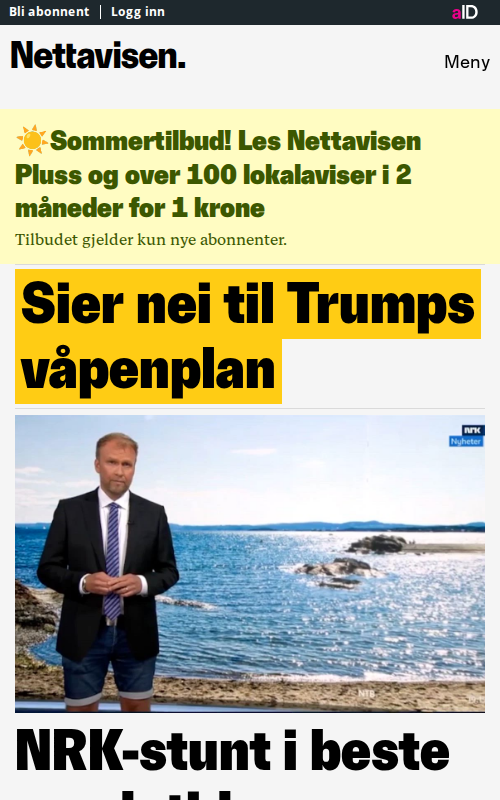 Bli abonnent | Logg inn
aID
Nettavisen.
Meny
☀️Sommertilbud! Les Nettavisen
Pluss og over 100 lokalaviser i 2
måneder for 1 krone
Tilbudet gjelder kun nye abonnenter.
Sier nei til Trumps
våpenplan
NRK
Nyheter
NTB
NRK-stunt i beste